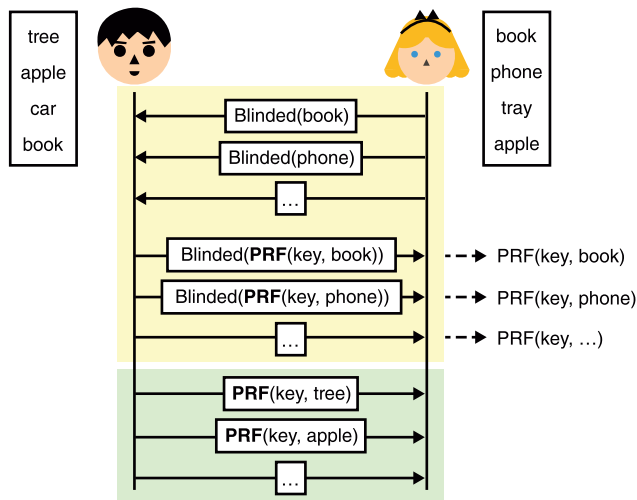 tree
apple
car
book
book
phone
tray
apple
Blinded(book)
Blinded(phone)
...
Blinded(PRF(key, book))
PRF(key, book)
Blinded(PRF(key, phone))
PRF(key, phone)
...
PRF(key, ...)
PRF(key, tree)
PRF(key, apple)
...